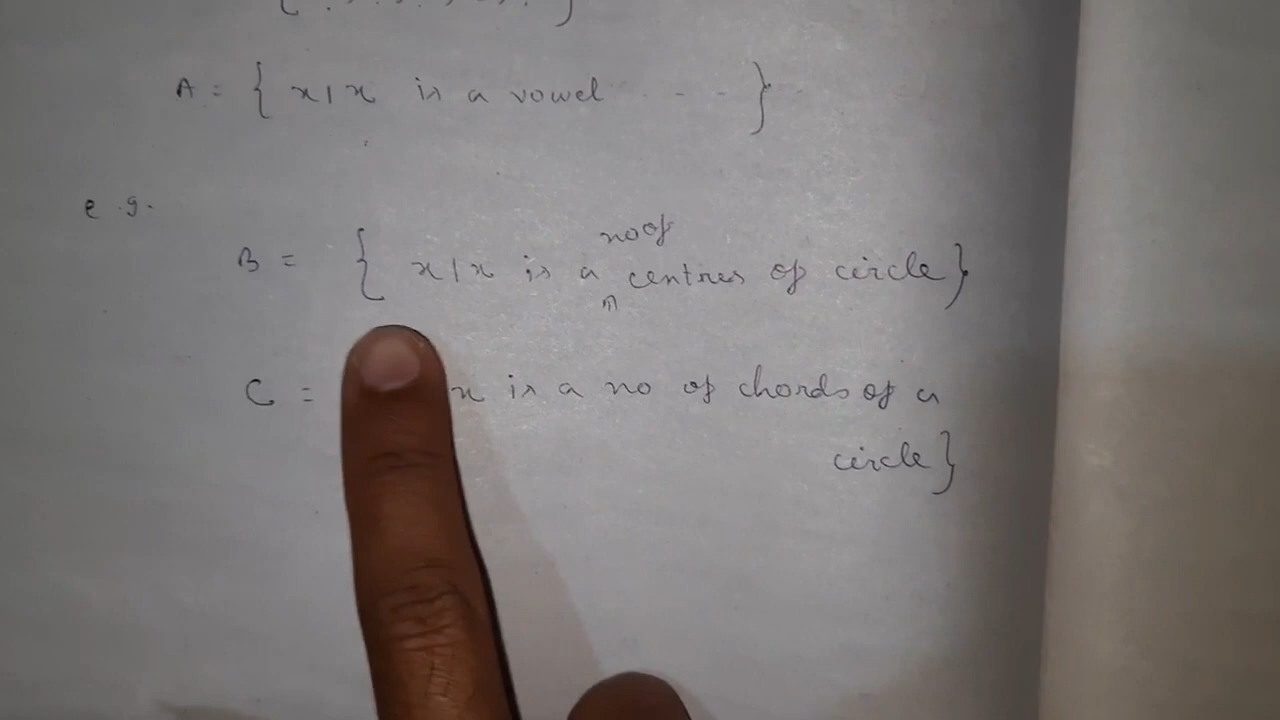 A = { x | x is a vowel - - - }
e.g.
no of
B = { x | x is a centres of circle }
C = x is a no of chords of a
circle }